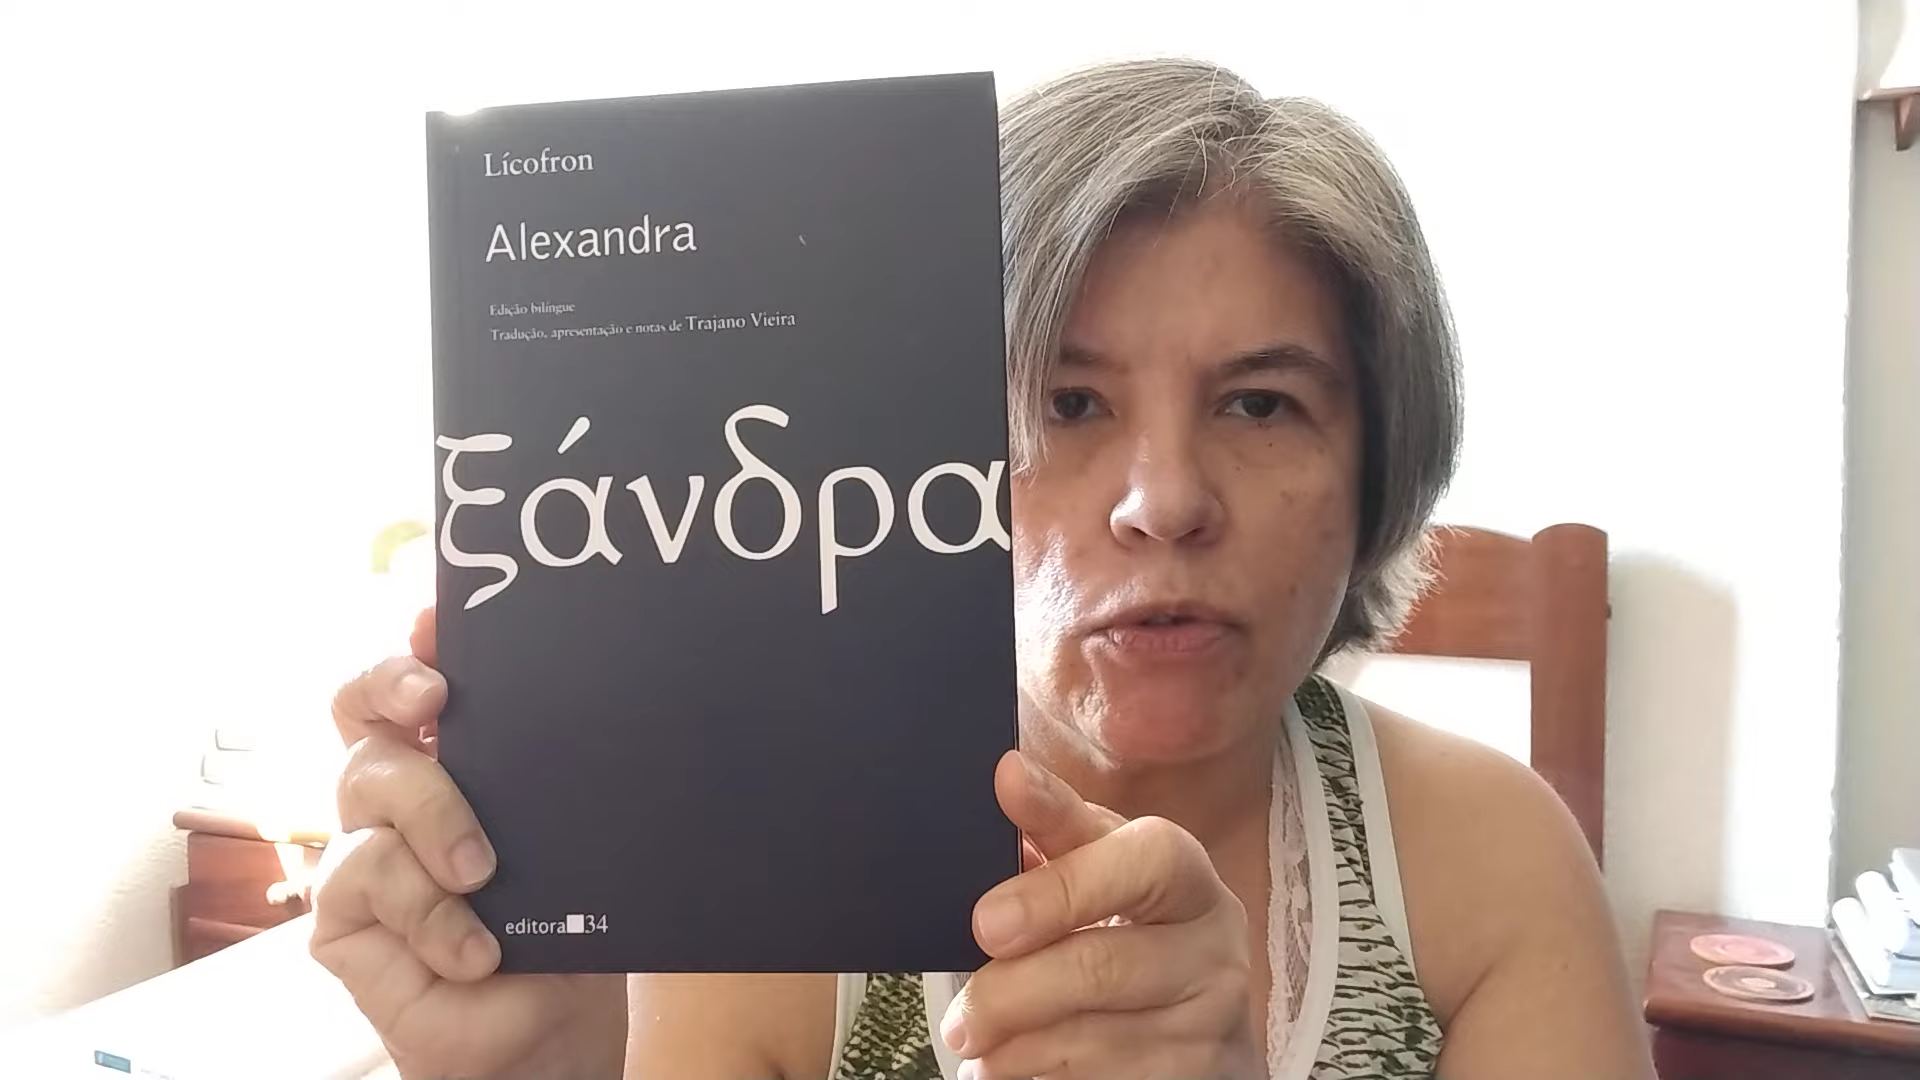 Lícofron
Alexandra
Edição bilíngue
Tradução, apresentação e notas de Trajano Vieira
ξάνδρα
editora 34